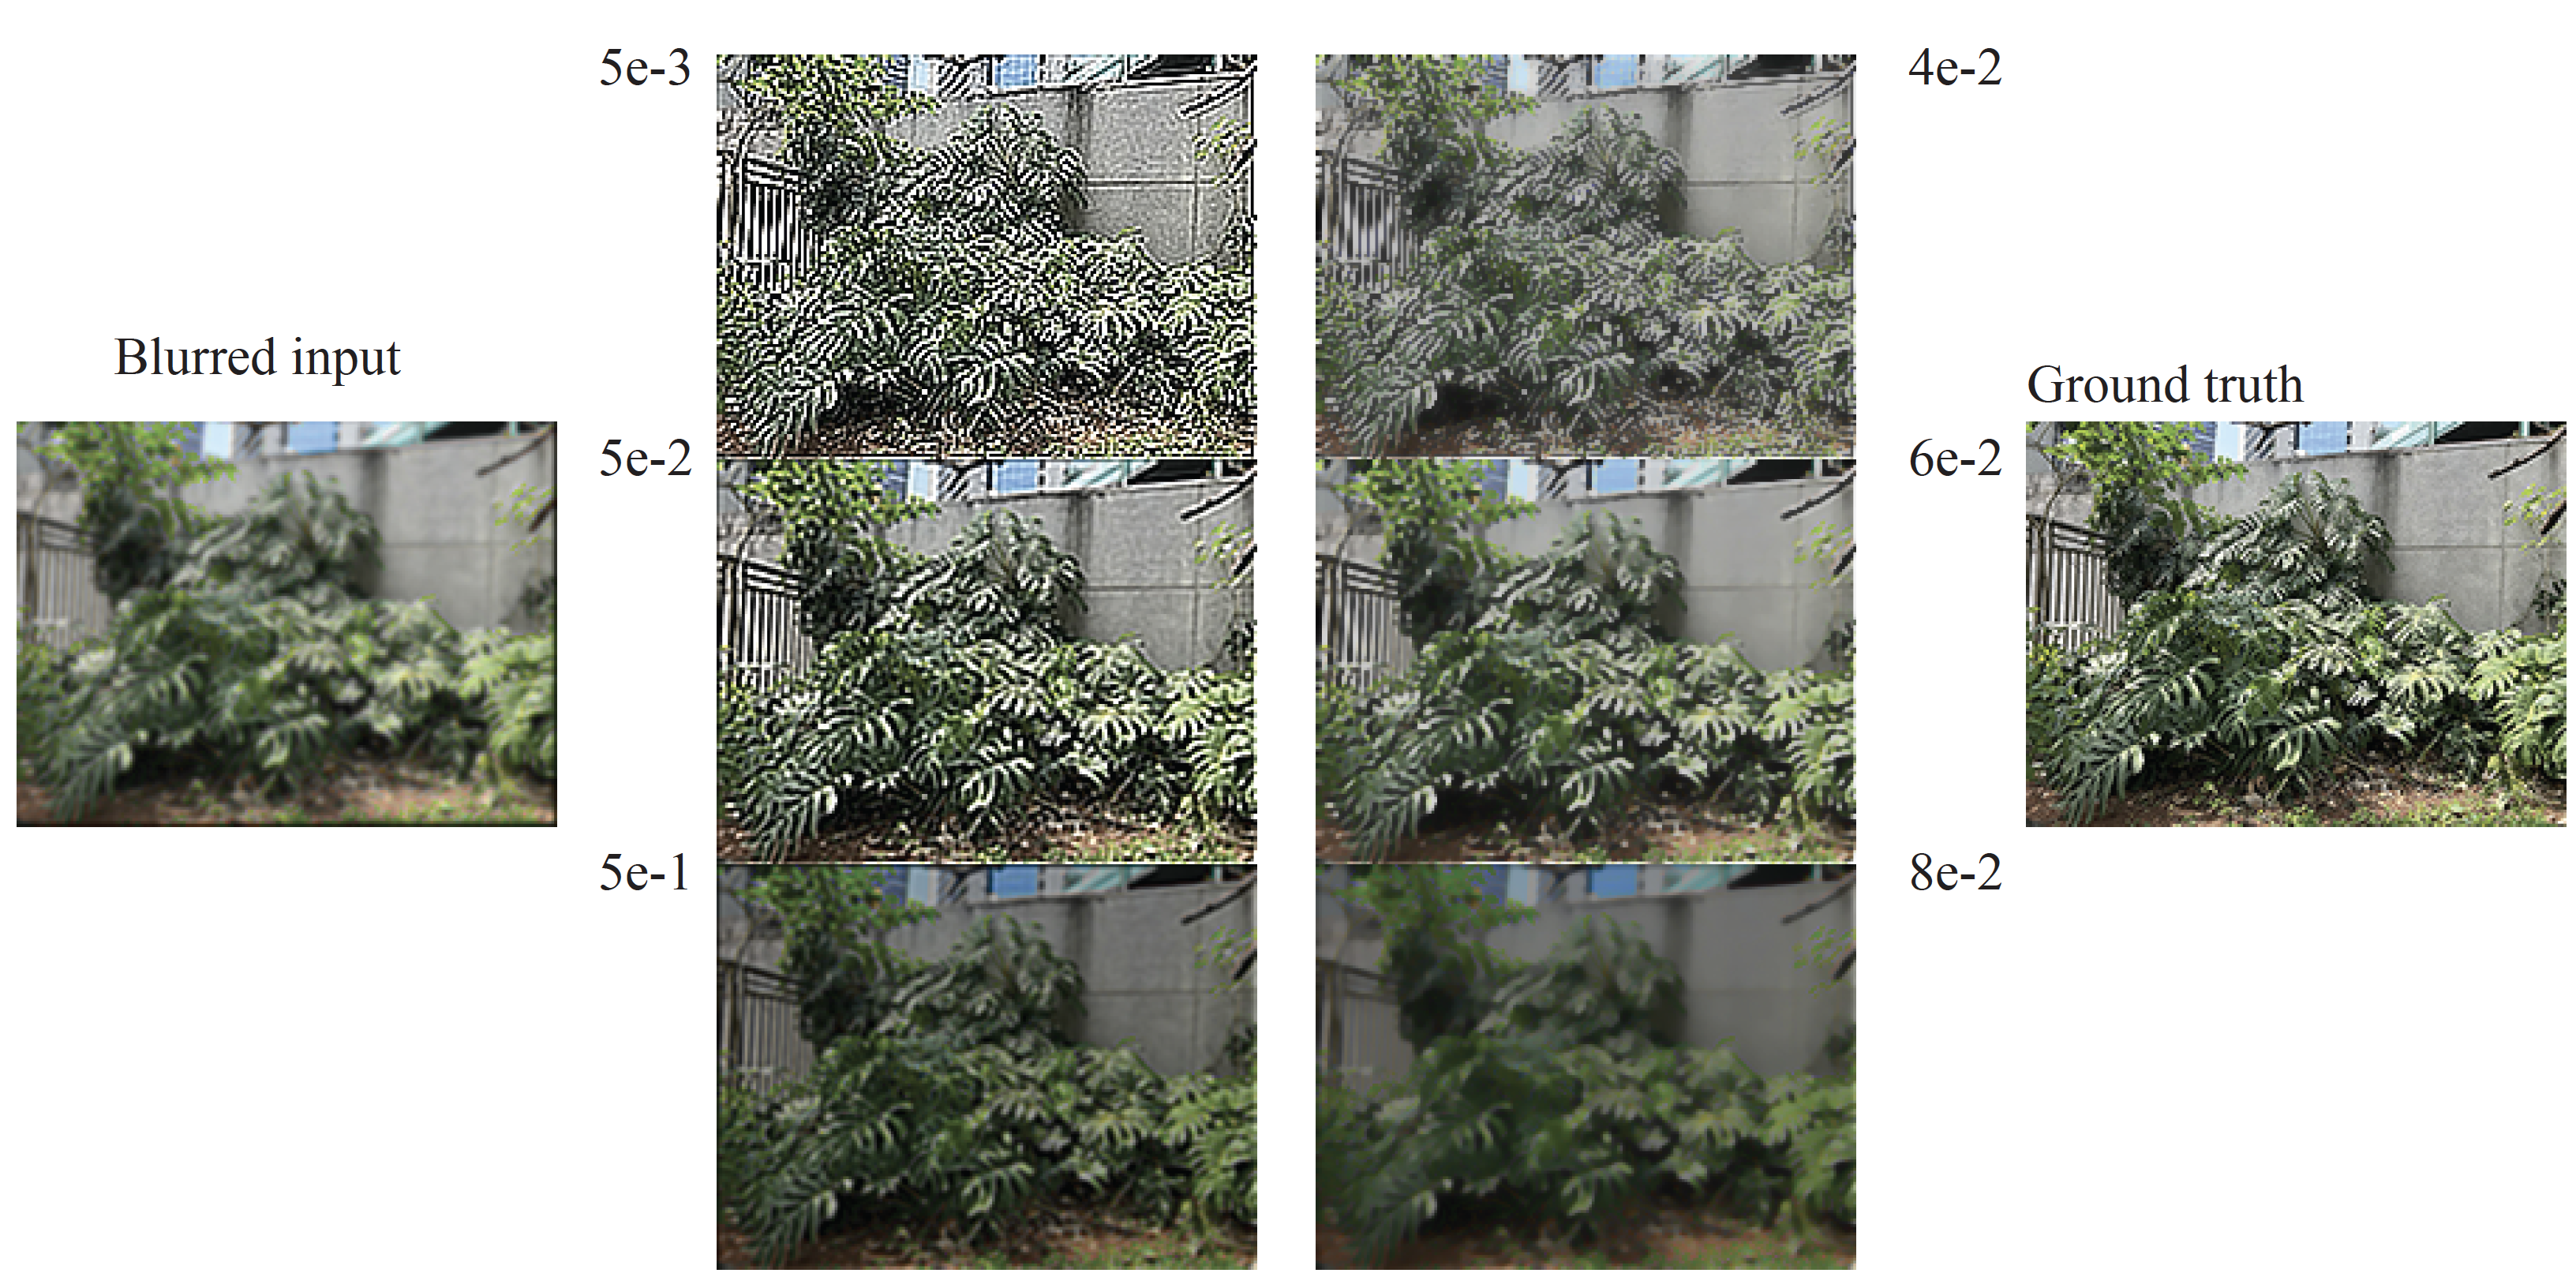 5e-3
4e-2
Blurred input
Ground truth
5e-2
6e-2
5e-1
8e-2